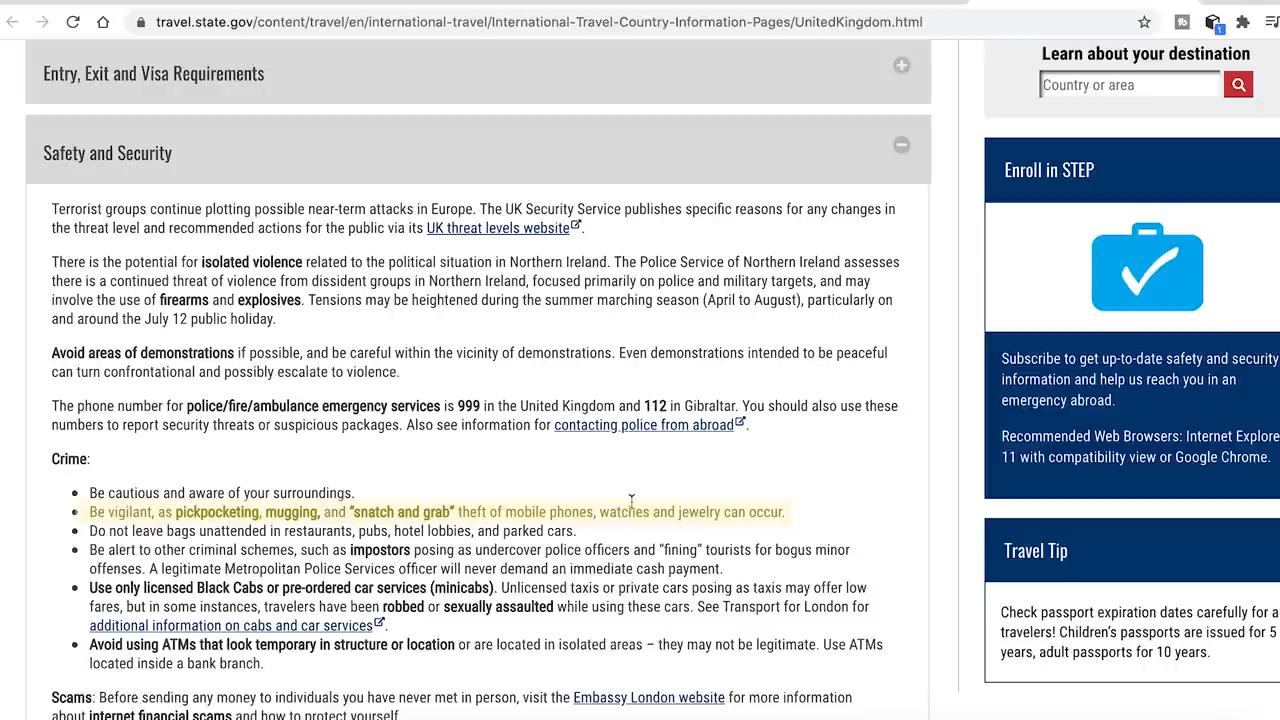 travel.state.gov/content/travel/en/international-travel/International-Travel-Country-Information-Pages/UnitedKingdom.html
1
Entry, Exit and Visa Requirements
Safety and Security
Terrorist groups continue plotting possible near-term attacks in Europe. The UK Security Service publishes specific reasons for any changes in
the threat level and recommended actions for the public via its UK threat levels website.
There is the potential for isolated violence related to the political situation in Northern Ireland. The Police Service of Northern Ireland assesses
there is a continued threat of violence from dissident groups in Northern Ireland, focused primarily on police and military targets, and may
involve the use of firearms and explosives. Tensions may be heightened during the summer marching season (April to August), particularly on
and around the July 12 public holiday.
Avoid areas of demonstrations if possible, and be careful within the vicinity of demonstrations. Even demonstrations intended to be peaceful
can turn confrontational and possibly escalate to violence.
The phone number for police/fire/ambulance emergency services is 999 in the United Kingdom and 112 in Gibraltar. You should also use these
numbers to report security threats or suspicious packages. Also see information for contacting police from abroad.
Crime:
• Be cautious and aware of your surroundings.
• Be vigilant, as pickpocketing, mugging, and “snatch and grab” theft of mobile phones, watches and jewelry can occur.
• Do not leave bags unattended in restaurants, pubs, hotel lobbies, and parked cars.
• Be alert to other criminal schemes, such as impostors posing as undercover police officers and “fining” tourists for bogus minor
offenses. A legitimate Metropolitan Police Services officer will never demand an immediate cash payment.
• Use only licensed Black Cabs or pre-ordered car services (minicabs). Unlicensed taxis or private cars posing as taxis may offer low
fares, but in some instances, travelers have been robbed or sexually assaulted while using these cars. See Transport for London for
additional information on cabs and car services.
• Avoid using ATMs that look temporary in structure or location or are located in isolated areas – they may not be legitimate. Use ATMs
located inside a bank branch.
Scams: Before sending any money to individuals you have never met in person, visit the Embassy London website for more information
about internet financial scams and how to protect yourself.
Learn about your destination
Country or area
Enroll in STEP
Subscribe to get up-to-date safety and security
information and help us reach you in an
emergency abroad.
Recommended Web Browsers: Internet Explore
11 with compatibility view or Google Chrome.
Travel Tip
Check passport expiration dates carefully for a
travelers! Children’s passports are issued for 5
years, adult passports for 10 years.